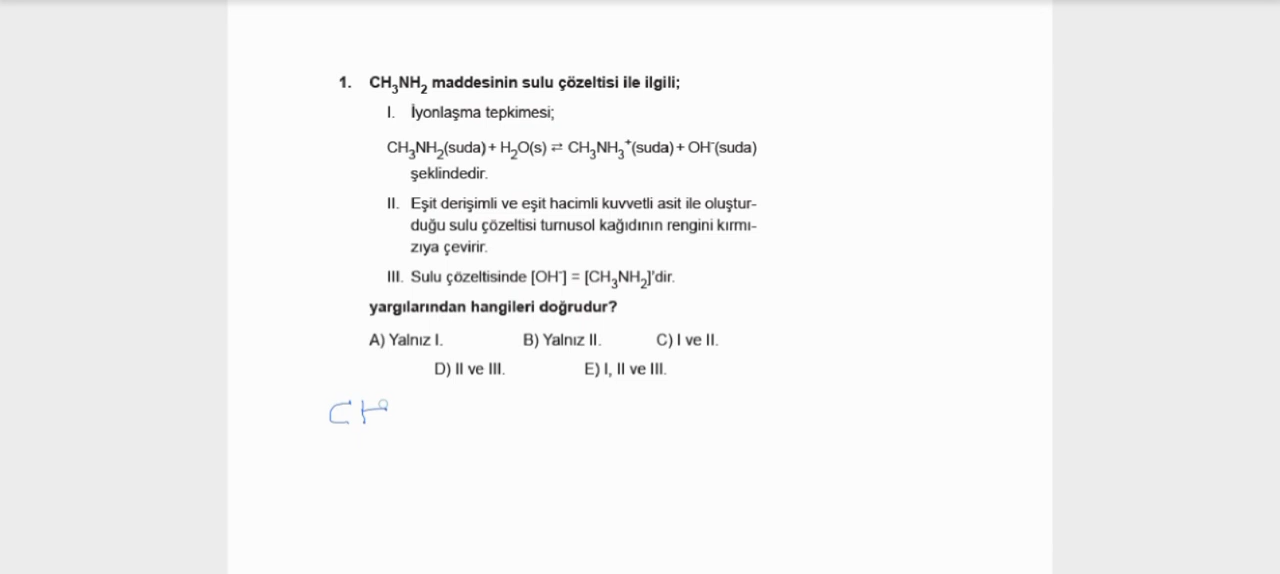 1. CH₃NH₂ maddesinin sulu çözeltisi ile ilgili;
I. İyonlaşma tepkimesi;
CH₃NH₂(suda) + H₂O(s) ⇌ CH₃NH₃⁺(suda) + OH⁻(suda)
şeklindedir.
II. Eşit derişimli ve eşit hacimli kuvvetli asit ile oluştur-
duğu sulu çözeltisi turnusol kağıdının rengini kırmı-
zıya çevirir.
III. Sulu çözeltisinde [OH⁻] = [CH₃NH₂]'dir.
yargılarından hangileri doğrudur?
A) Yalnız I. B) Yalnız II. C) I ve II.
D) II ve III. E) I, II ve III.